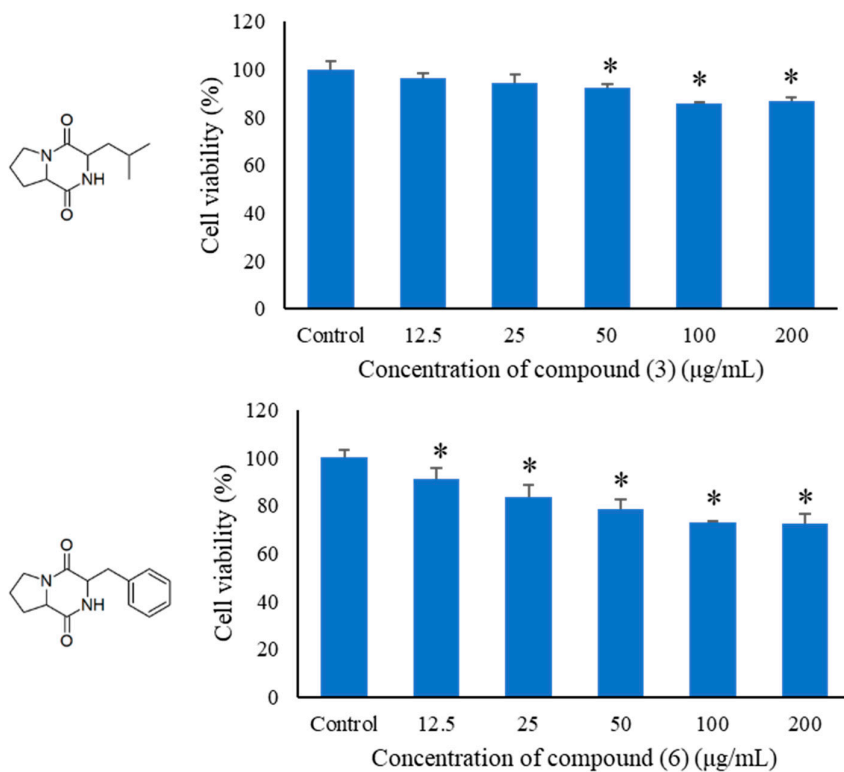 120
100
80
60
40
20
0
Cell viability (%)
* * *
Control 12.5 25 50 100 200
Concentration of compound (3) (μg/mL)
O
N
NH
O
120
100
80
60
40
20
0
Cell viability (%)
* * * * *
Control 12.5 25 50 100 200
Concentration of compound (6) (μg/mL)
O
N
NH
O